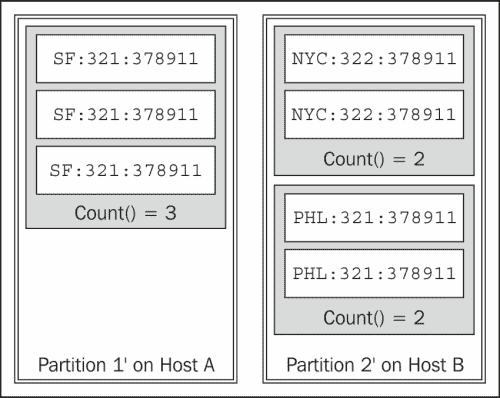 SF:321:378911
SF:321:378911
SF:321:378911
Count() = 3
Partition 1' on Host A
NYC:322:378911
NYC:322:378911
Count() = 2
PHL:321:378911
PHL:321:378911
Count() = 2
Partition 2' on Host B